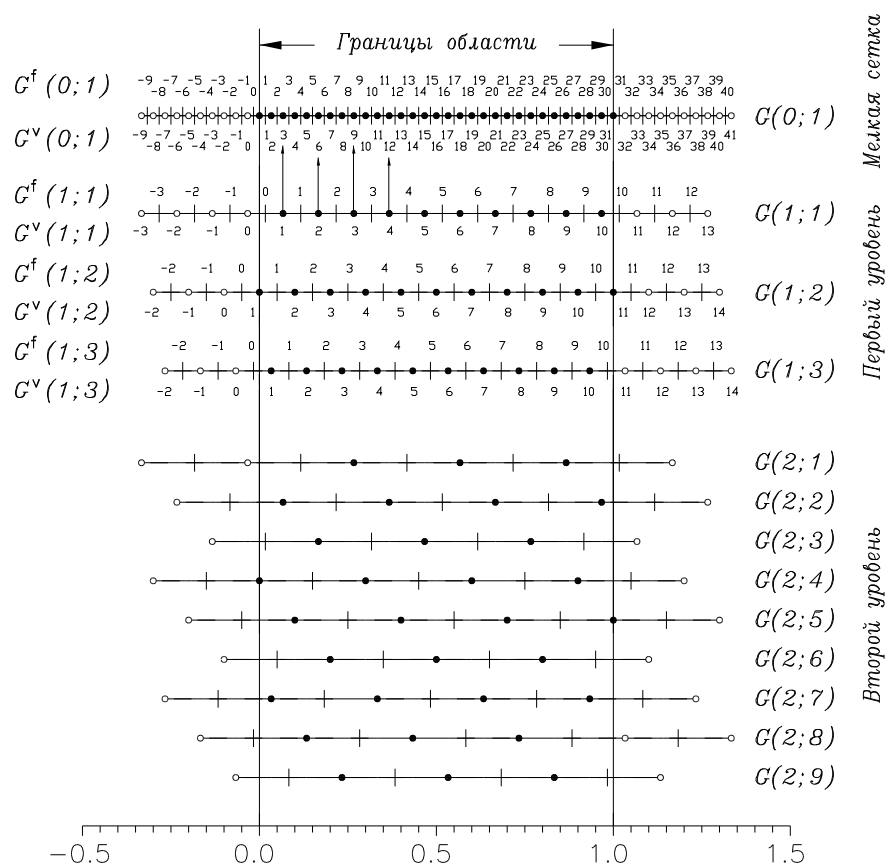 Границы области
-9 -7 -5 -3 -1 1 3 5 7 9 11 13 15 17 19 21 23 25 27 29 31 33 35 37 39
G^f(0;1) -8 -6 -4 -2 0 2 4 6 8 10 12 14 16 18 20 22 24 26 28 30 32 34 36 38 40
G(0;1)
G^v(0;1) -9 -7 -5 -3 -1 1 3 5 7 9 11 13 15 17 19 21 23 25 27 29 31 33 35 37 39 41
-8 -6 -4 -2 0 2 4 6 8 10 12 14 16 18 20 22 24 26 28 30 32 34 36 38 40
Мелкая сетка
G^f(1;1) -3 -2 -1 0 1 2 3 4 5 6 7 8 9 10 11 12
G(1;1)
G^v(1;1) -3 -2 -1 0 1 2 3 4 5 6 7 8 9 10 11 12 13
G^f(1;2) -2 -1 0 1 2 3 4 5 6 7 8 9 10 11 12 13
G(1;2)
G^v(1;2) -2 -1 0 1 2 3 4 5 6 7 8 9 10 11 12 13 14
G^f(1;3) -2 -1 0 1 2 3 4 5 6 7 8 9 10 11 12 13
G(1;3)
G^v(1;3) -2 -1 0 1 2 3 4 5 6 7 8 9 10 11 12 13 14
Первый уровень
G(2;1)
G(2;2)
G(2;3)
G(2;4)
G(2;5)
G(2;6)
G(2;7)
G(2;8)
G(2;9)
Второй уровень
-0.5 0.0 0.5 1.0 1.5